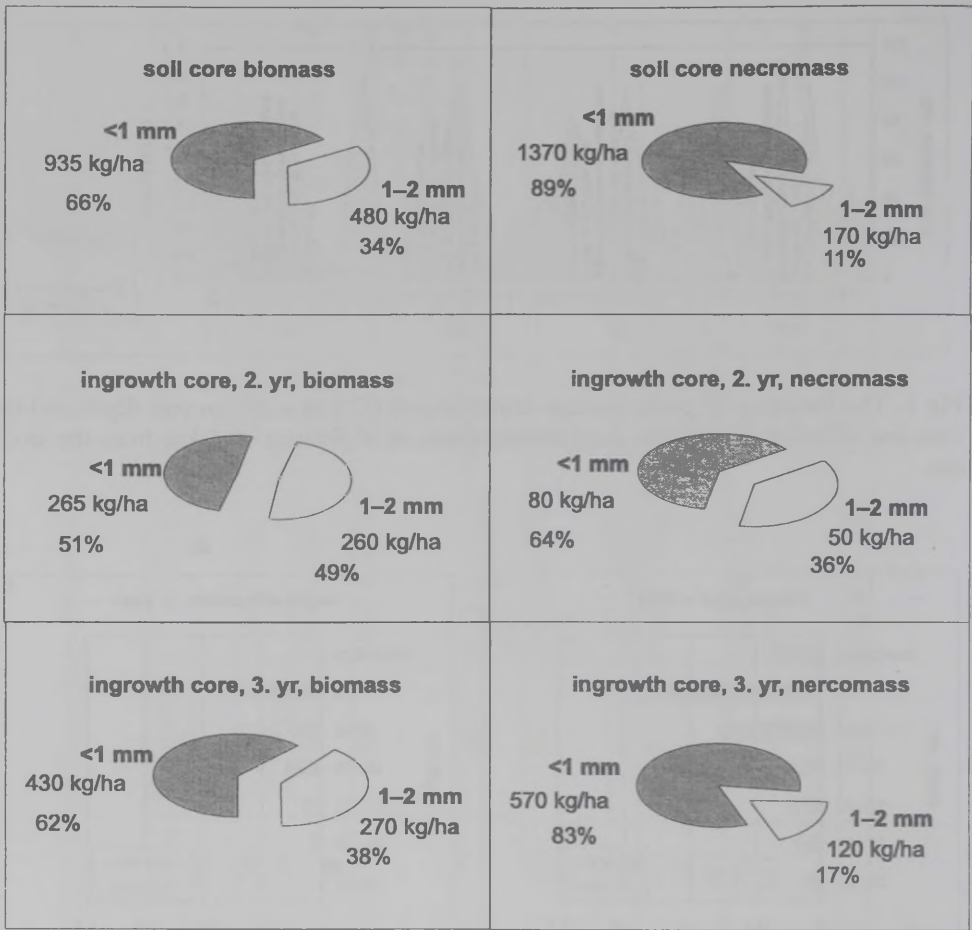 soil core biomass
<1 mm
935 kg/ha
66%
1–2 mm
480 kg/ha
34%
soil core necromass
<1 mm
1370 kg/ha
89%
1–2 mm
170 kg/ha
11%
ingrowth core, 2. yr, biomass
<1 mm
265 kg/ha
51%
1–2 mm
260 kg/ha
49%
ingrowth core, 2. yr, necromass
<1 mm
80 kg/ha
64%
1–2 mm
50 kg/ha
36%
ingrowth core, 3. yr, biomass
<1 mm
430 kg/ha
62%
1–2 mm
270 kg/ha
38%
ingrowth core, 3. yr, nercomass
<1 mm
570 kg/ha
83%
1–2 mm
120 kg/ha
17%